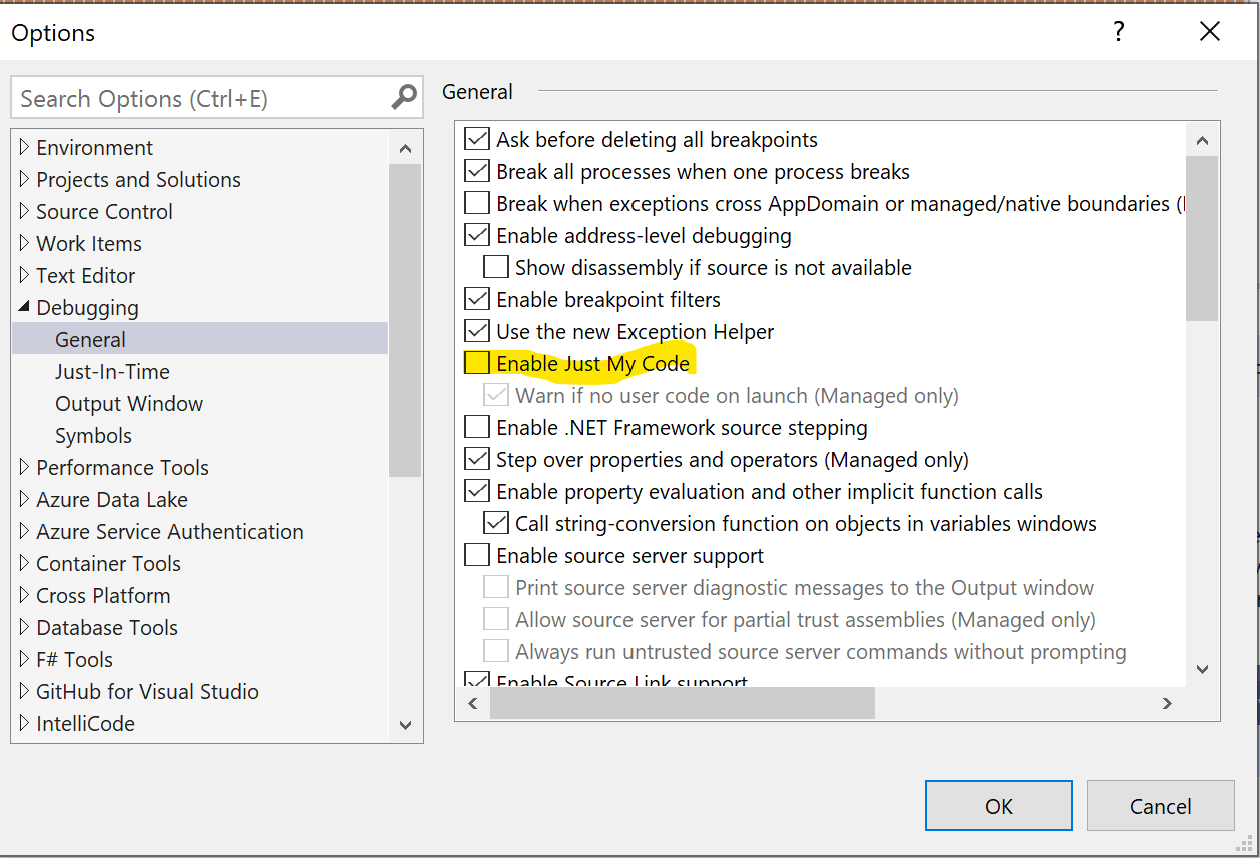 Options
?
Search Options (Ctrl+E)
Environment
Projects and Solutions
Source Control
Work Items
Text Editor
Debugging
General
Just-In-Time
Output Window
Symbols
Performance Tools
Azure Data Lake
Azure Service Authentication
Container Tools
Cross Platform
Database Tools
F# Tools
GitHub for Visual Studio
IntelliCode
General
Ask before deleting all breakpoints
Break all processes when one process breaks
Break when exceptions cross AppDomain or managed/native boundaries (
Enable address-level debugging
Show disassembly if source is not available
Enable breakpoint filters
Use the new Exception Helper
Enable Just My Code
Warn if no user code on launch (Managed only)
Enable .NET Framework source stepping
Step over properties and operators (Managed only)
Enable property evaluation and other implicit function calls
Call string-conversion function on objects in variables windows
Enable source server support
Print source server diagnostic messages to the Output window
Allow source server for partial trust assemblies (Managed only)
Always run untrusted source server commands without prompting
Enable Source Link support
OK
Cancel